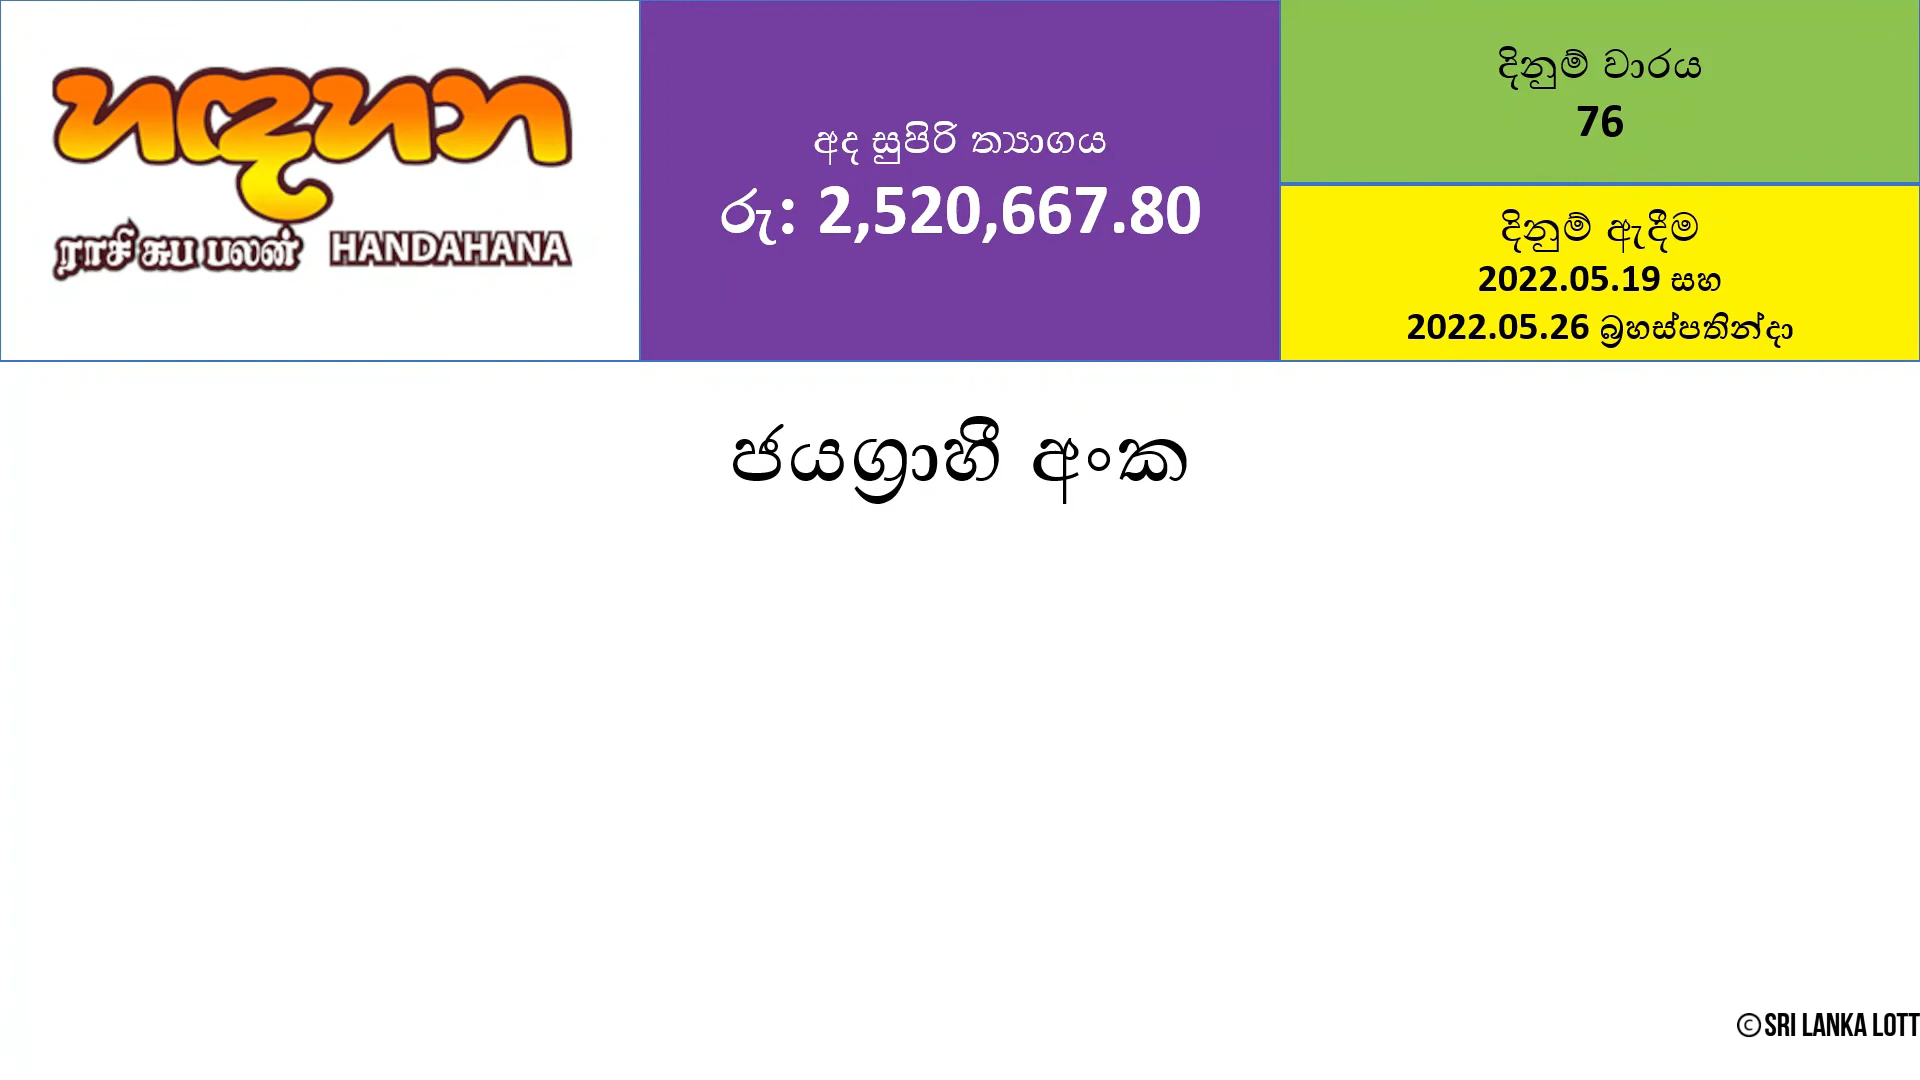 හඳහන
ராசி சுப பலன் HANDAHANA
අද සුපිරි ත්‍යාගය
රු: 2,520,667.80
දිනුම් වාරය
76
දිනුම් ඇදීම
2022.05.19 සහ
2022.05.26 බ්‍රහස්පතින්දා
ජයග්‍රාහී අංක
© SRI LANKA LOTT